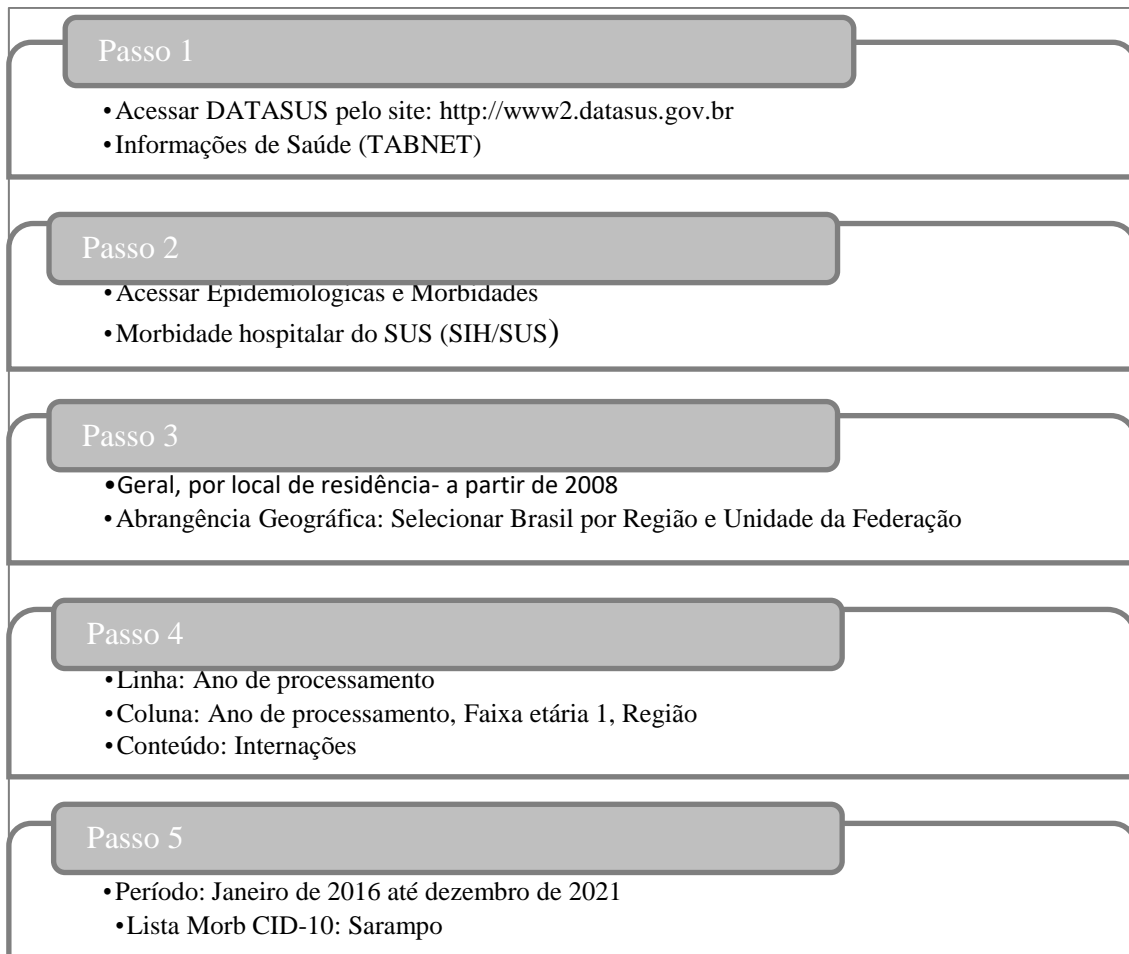 Passo 1
•Acessar DATASUS pelo site: http://www2.datasus.gov.br
•Informações de Saúde (TABNET)
Passo 2
•Acessar Epidemiologicas e Morbidades
•Morbidade hospitalar do SUS (SIH/SUS)
Passo 3
•Geral, por local de residência- a partir de 2008
•Abrangência Geográfica: Selecionar Brasil por Região e Unidade da Federação
Passo 4
•Linha: Ano de processamento
•Coluna: Ano de processamento, Faixa etária 1, Região
•Conteúdo: Internações
Passo 5
•Período: Janeiro de 2016 até dezembro de 2021
•Lista Morb CID-10: Sarampo